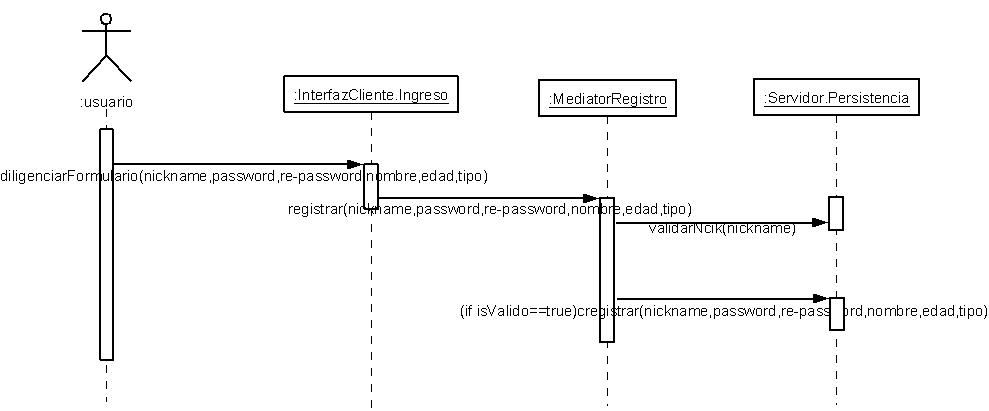 :usuario
:InterfazCliente.Ingreso
:MediatorRegistro
:Servidor.Persistencia
diligenciarFormulario(nickname,password,re-password,nombre,edad,tipo)
registrar(nickname,password,re-password,nombre,edad,tipo)
validarNcik(nickname)
(if isValido==true)cregistrar(nickname,password,re-password,nombre,edad,tipo)